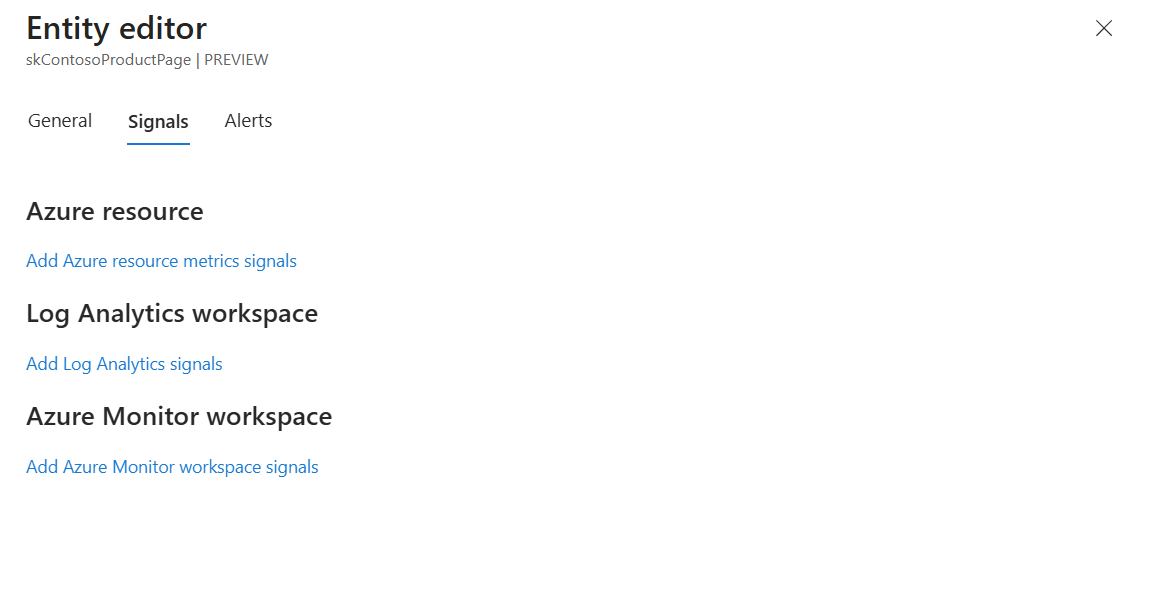 Entity editor
skContosoProductPage | PREVIEW
General Signals Alerts
Azure resource
Add Azure resource metrics signals
Log Analytics workspace
Add Log Analytics signals
Azure Monitor workspace
Add Azure Monitor workspace signals